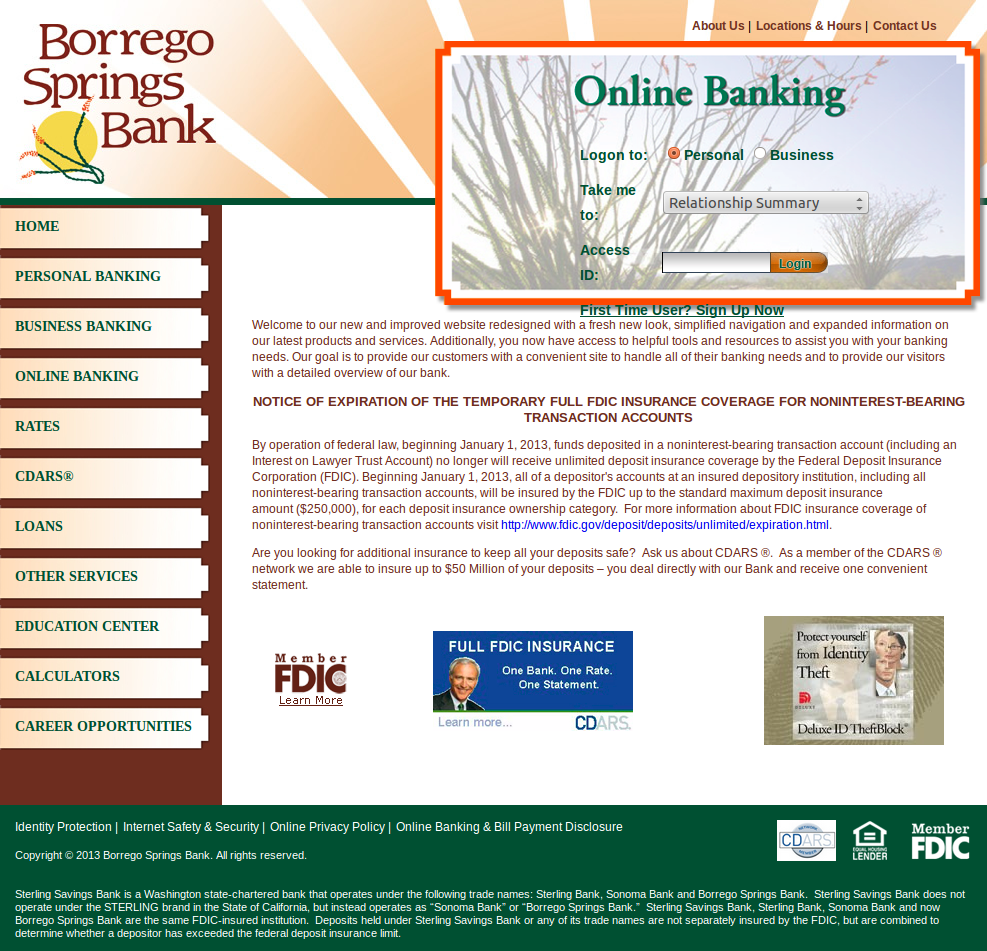 About Us | Locations & Hours | Contact Us
Borrego
Springs
Bank
Online Banking
Logon to: Personal Business
Take me
to:
Relationship Summary
Access
ID:
Login
First Time User? Sign Up Now
HOME
PERSONAL BANKING
BUSINESS BANKING
ONLINE BANKING
RATES
CDARS®
LOANS
OTHER SERVICES
EDUCATION CENTER
CALCULATORS
CAREER OPPORTUNITIES
Welcome to our new and improved website redesigned with a fresh new look, simplified navigation and expanded information on
our latest products and services. Additionally, you now have access to helpful tools and resources to assist you with your banking
needs. Our goal is to provide our customers with a convenient site to handle all of their banking needs and to provide our visitors
with a detailed overview of our bank.
NOTICE OF EXPIRATION OF THE TEMPORARY FULL FDIC INSURANCE COVERAGE FOR NONINTEREST-BEARING
TRANSACTION ACCOUNTS
By operation of federal law, beginning January 1, 2013, funds deposited in a noninterest-bearing transaction account (including an
Interest on Lawyer Trust Account) no longer will receive unlimited deposit insurance coverage by the Federal Deposit Insurance
Corporation (FDIC). Beginning January 1, 2013, all of a depositor's accounts at an insured depository institution, including all
noninterest-bearing transaction accounts, will be insured by the FDIC up to the standard maximum deposit insurance
amount ($250,000), for each deposit insurance ownership category.  For more information about FDIC insurance coverage of
noninterest-bearing transaction accounts visit http://www.fdic.gov/deposit/deposits/unlimited/expiration.html.
Are you looking for additional insurance to keep all your deposits safe?  Ask us about CDARS ®.  As a member of the CDARS ®
network we are able to insure up to $50 Million of your deposits – you deal directly with our Bank and receive one convenient
statement.
Member
FDIC
Learn More
FULL FDIC INSURANCE
One Bank. One Rate.
One Statement.
Learn more...
CDARS.
Protect yourself
from Identity
Theft
DELUXE
Deluxe ID TheftBlock®
Identity Protection | Internet Safety & Security | Online Privacy Policy | Online Banking & Bill Payment Disclosure
Copyright © 2013 Borrego Springs Bank. All rights reserved.
NETWORK
CDARS.
MEMBER
EQUAL HOUSING
LENDER
Member
FDIC
Sterling Savings Bank is a Washington state-chartered bank that operates under the following trade names: Sterling Bank, Sonoma Bank and Borrego Springs Bank.  Sterling Savings Bank does not
operate under the STERLING brand in the State of California, but instead operates as “Sonoma Bank” or “Borrego Springs Bank.”  Sterling Savings Bank, Sterling Bank, Sonoma Bank and now
Borrego Springs Bank are the same FDIC-insured institution.  Deposits held under Sterling Savings Bank or any of its trade names are not separately insured by the FDIC, but are combined to
determine whether a depositor has exceeded the federal deposit insurance limit.